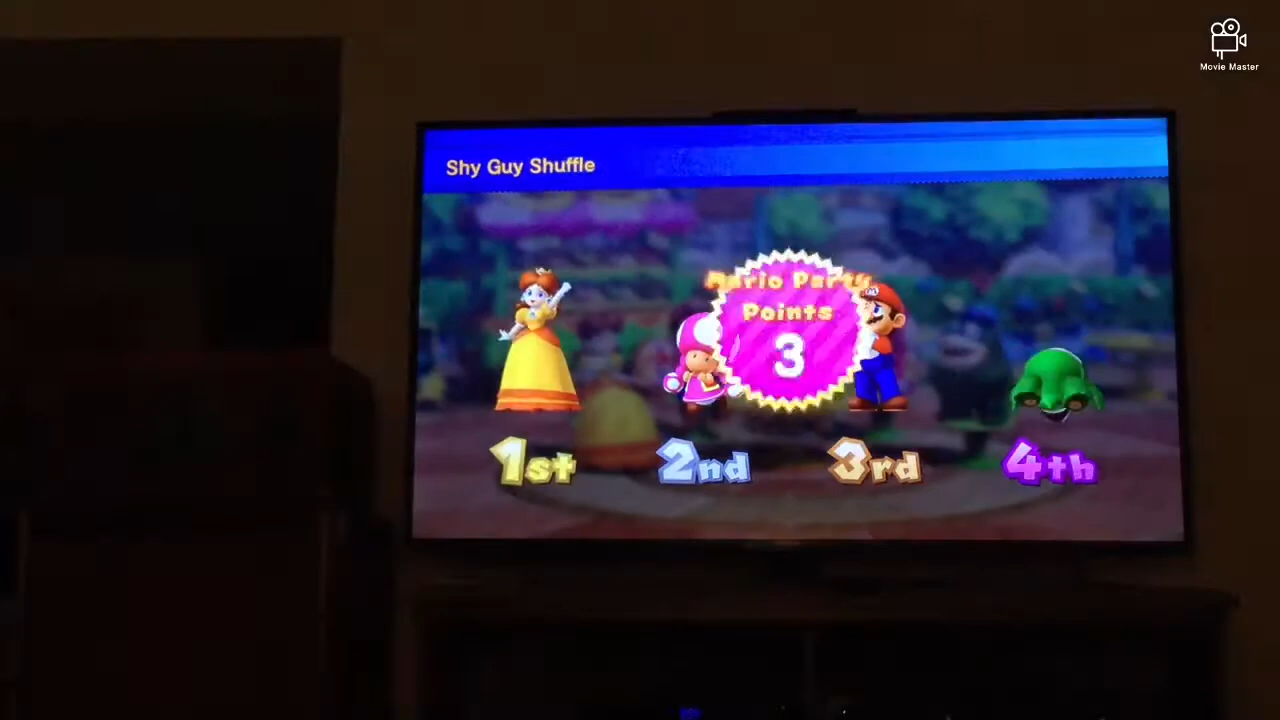 Movie Master
Shy Guy Shuffle
Mario Party
Points
3
1st
2nd
3rd
4th